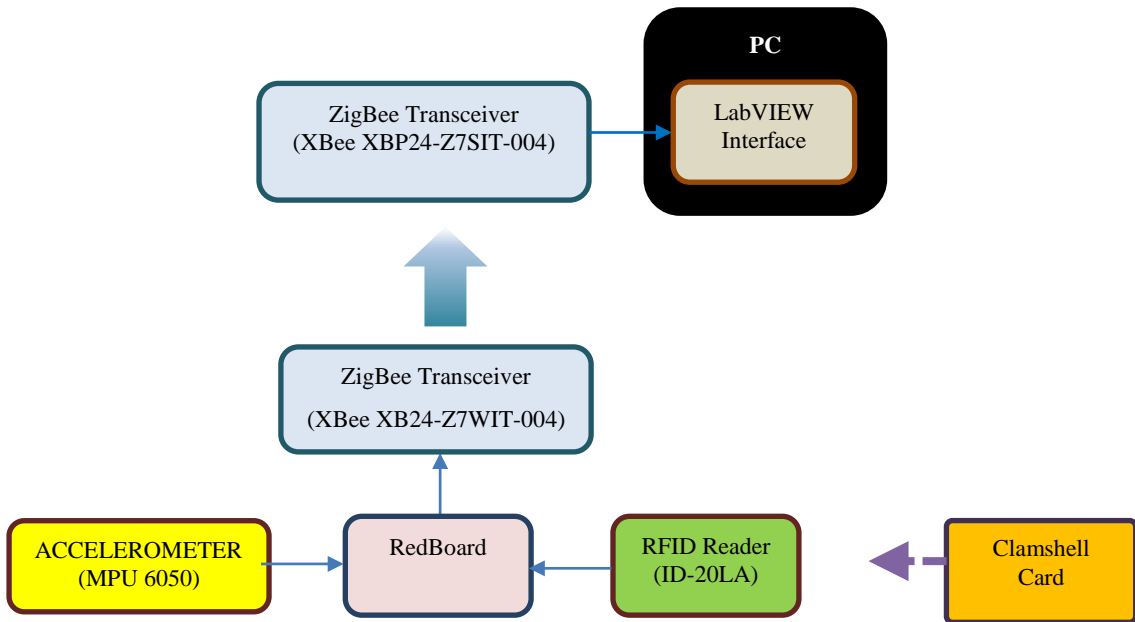 PC
ZigBee Transceiver
(XBee XBP24-Z7SIT-004)
LabVIEW
Interface
ZigBee Transceiver
(XBee XB24-Z7WIT-004)
ACCELEROMETER
(MPU 6050)
RedBoard
RFID Reader
(ID-20LA)
Clamshell
Card